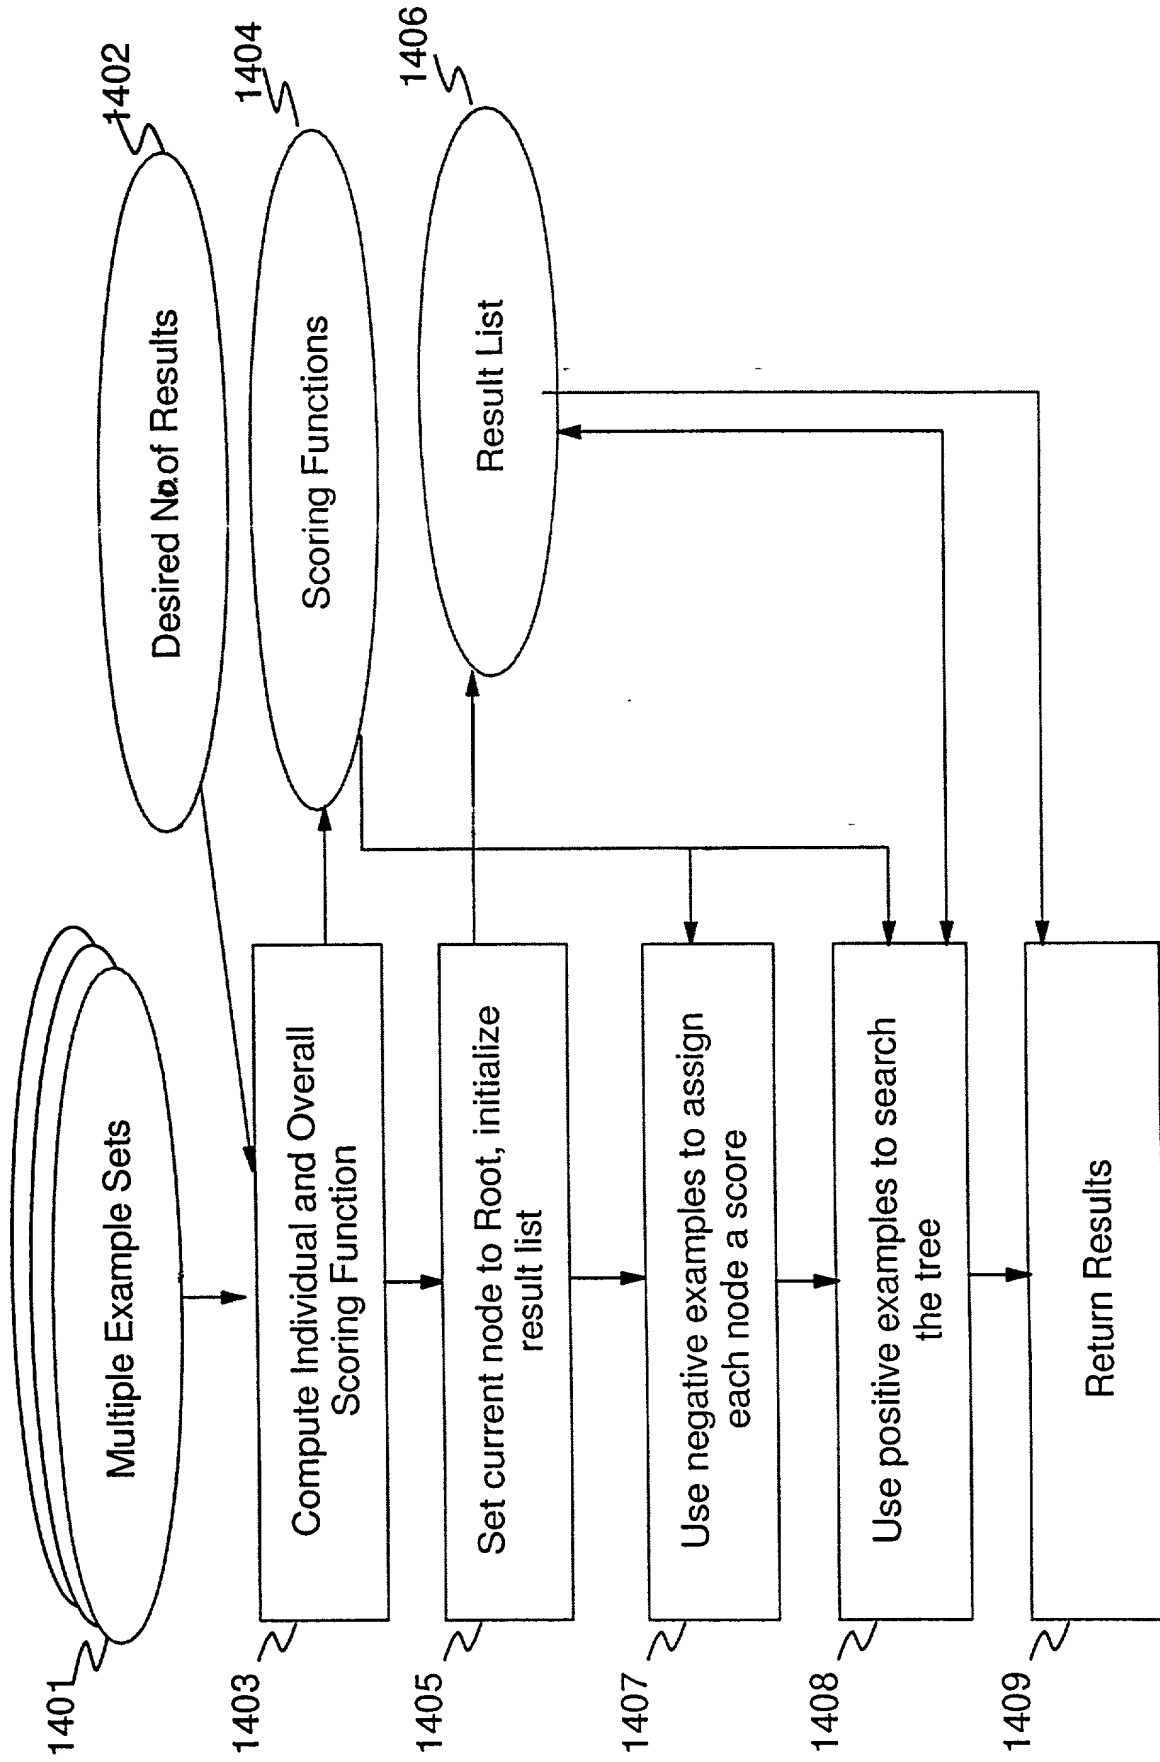 1401
Multiple Example Sets
1402
Desired No.of Results
1403
Compute Individual and Overall
Scoring Function
1404
Scoring Functions
1405
Set current node to Root, initialize
result list
1406
Result List
1407
Use negative examples to assign
each node a score
1408
Use positive examples to search
the tree
1409
Return Results